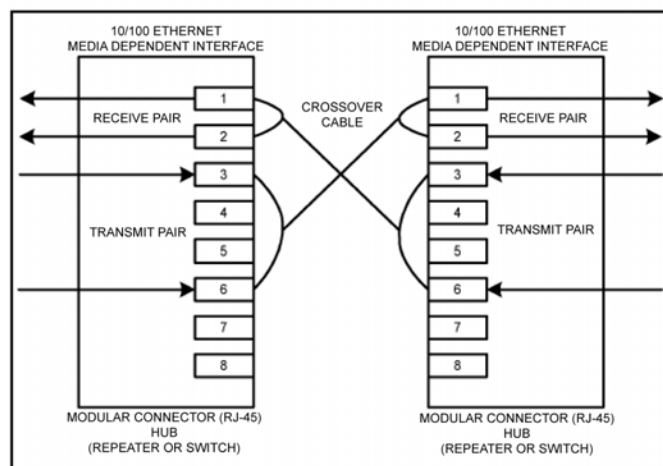 10/100 ETHERNET
MEDIA DEPENDENT INTERFACE
10/100 ETHERNET
MEDIA DEPENDENT INTERFACE
CROSSOVER
CABLE
RECEIVE PAIR
TRANSMIT PAIR
1
2
3
4
5
6
7
8
1
2
3
4
5
6
7
8
RECEIVE PAIR
TRANSMIT PAIR
MODULAR CONNECTOR (RJ-45)
HUB
(REPEATER OR SWITCH)
MODULAR CONNECTOR (RJ-45)
HUB
(REPEATER OR SWITCH)